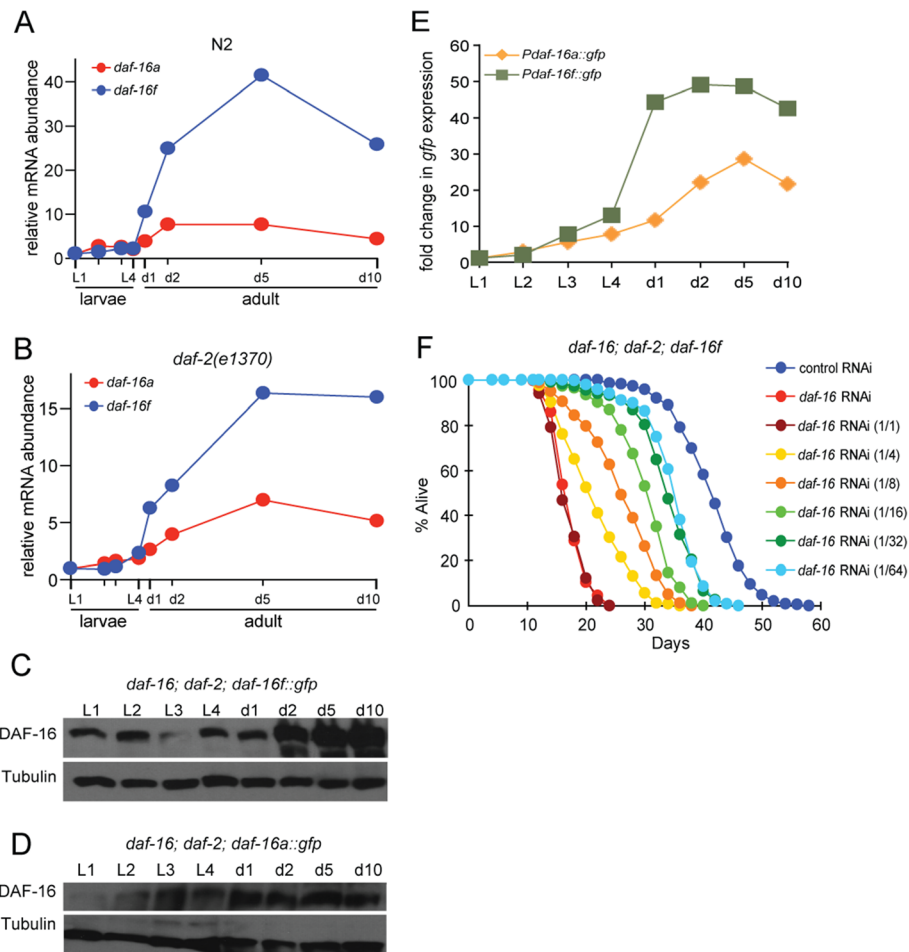 A
N2
relative mRNA abundance
daf-16a
daf-16f
40
30
20
10
0
L1 L4 d1 d2 d5 d10
larvae adult
B
daf-2(e1370)
relative mRNA abundance
daf-16a
daf-16f
15
10
5
0
L1 L4 d1 d2 d5 d10
larvae adult
C
daf-16; daf-2; daf-16f::gfp
L1 L2 L3 L4 d1 d2 d5 d10
DAF-16
Tubulin
D
daf-16; daf-2; daf-16a::gfp
L1 L2 L3 L4 d1 d2 d5 d10
DAF-16
Tubulin
E
fold change in gfp expression
Pdaf-16a::gfp
Pdaf-16f::gfp
60
50
40
30
20
10
0
L1 L2 L3 L4 d1 d2 d5 d10
F
daf-16; daf-2; daf-16f
% Alive
100
80
60
40
20
0
0 10 20 30 40 50 60
Days
control RNAi
daf-16 RNAi
daf-16 RNAi (1/1)
daf-16 RNAi (1/4)
daf-16 RNAi (1/8)
daf-16 RNAi (1/16)
daf-16 RNAi (1/32)
daf-16 RNAi (1/64)